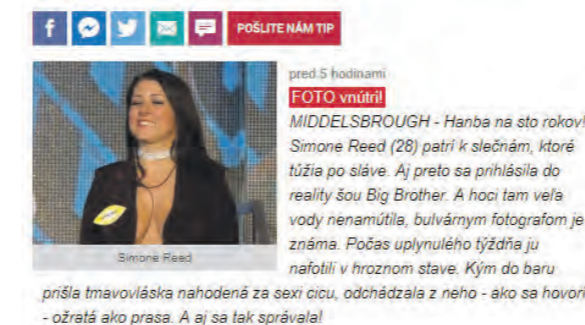 POŠLITE NÁM TIP
pred 5 hodinami
FOTO vnútri!
MIDDELSBROUGH - Hanba na sto rokov!
Simone Reed (28) patrí k slečnám, ktoré
túžia po sláve. Aj preto sa prihlásila do
reality šou Big Brother. A hoci tam veľa
vody nenamútila, bulvárnym fotografom je
známa. Počas uplynulého týždňa ju
nafotili v hroznom stave. Kým do baru
Simone Reed
prišla tmavovláska nahodená za sexi cicu, odchádzala z neho - ako sa hovorí
- ožratá ako prasa. A aj sa tak správala!